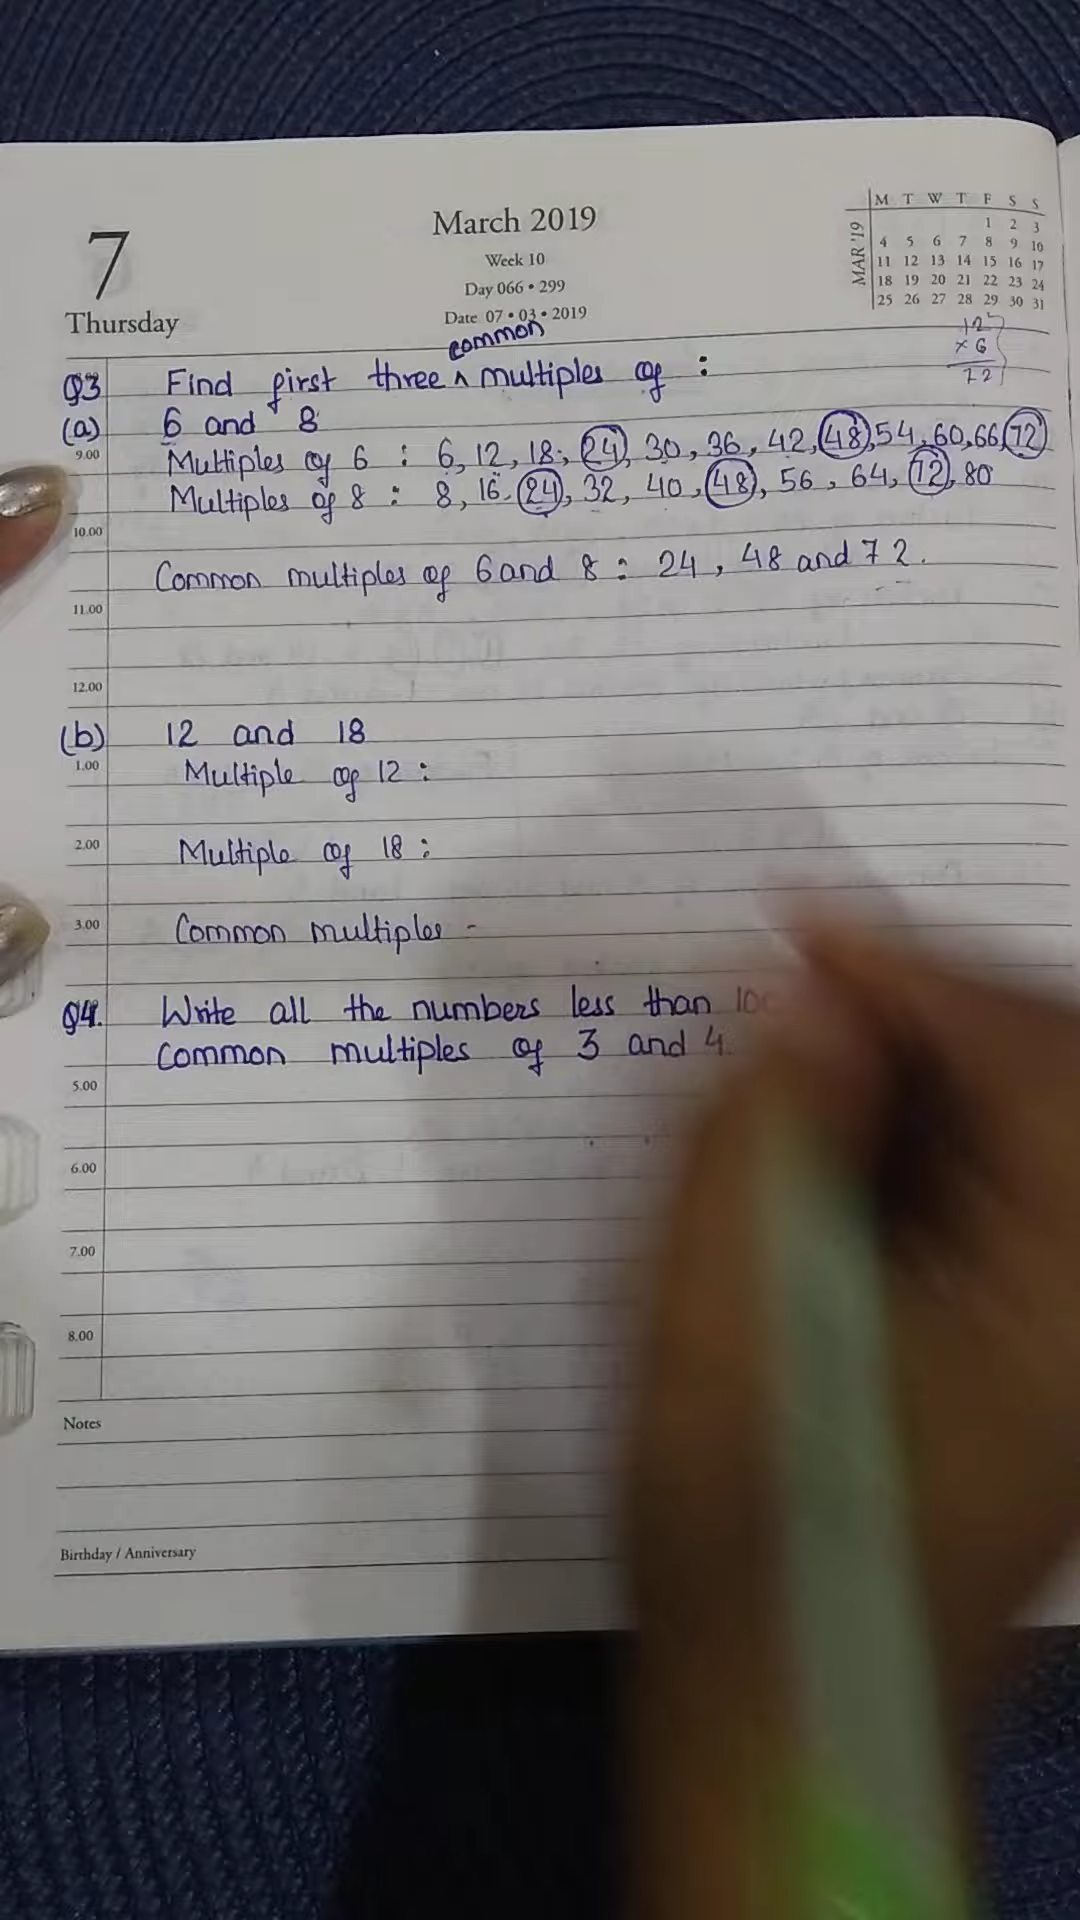 7
Thursday
March 2019
Week 10
Day 066 • 299
Date 07 • 03 • 2019
MAR '19
M T W T F S S
1 2 3
4 5 6 7 8 9 10
11 12 13 14 15 16 17
18 19 20 21 22 23 24
25 26 27 28 29 30 31
12
× 6
72
common
Q3 Find first three ^ multiples of :
(a) 6 and 8
9.00 Multiples of 6 : 6, 12, 18, 24, 30, 36, 42, 48, 54, 60, 66, 72
Multiples of 8 : 8, 16, 24, 32, 40, 48, 56, 64, 72, 80
10.00
Common multiples of 6 and 8 : 24, 48 and 72.
11.00
12.00
(b) 12 and 18
1.00 Multiple of 12 :
2.00 Multiple of 18 :
3.00 Common multiples -
Q4. Write all the numbers less than
common multiples of 3 and 4.
5.00
6.00
7.00
8.00
Notes
Birthday / Anniversary